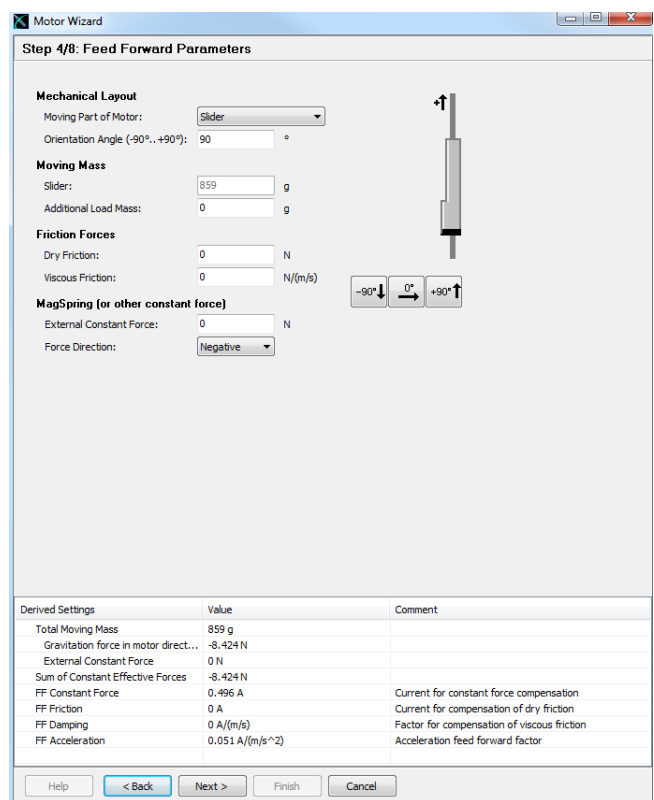 Motor Wizard
Step 4/8: Feed Forward Parameters
Mechanical Layout
Moving Part of Motor: Slider
Orientation Angle (-90°..+90°): 90 °
Moving Mass
Slider: 859 g
Additional Load Mass: 0 g
Friction Forces
Dry Friction: 0 N
Viscous Friction: 0 N/(m/s)
MagSpring (or other constant force)
External Constant Force: 0 N
Force Direction: Negative
+
-90° 0° +90°
Derived Settings Value Comment
Total Moving Mass 859 g
Gravitation force in motor direct... -8.424 N
External Constant Force 0 N
Sum of Constant Effective Forces -8.424 N
FF Constant Force 0.496 A Current for constant force compensation
FF Friction 0 A Current for compensation of dry friction
FF Damping 0 A/(m/s) Factor for compensation of viscous friction
FF Acceleration 0.051 A/(m/s^2) Acceleration feed forward factor
Help < Back Next > Finish Cancel